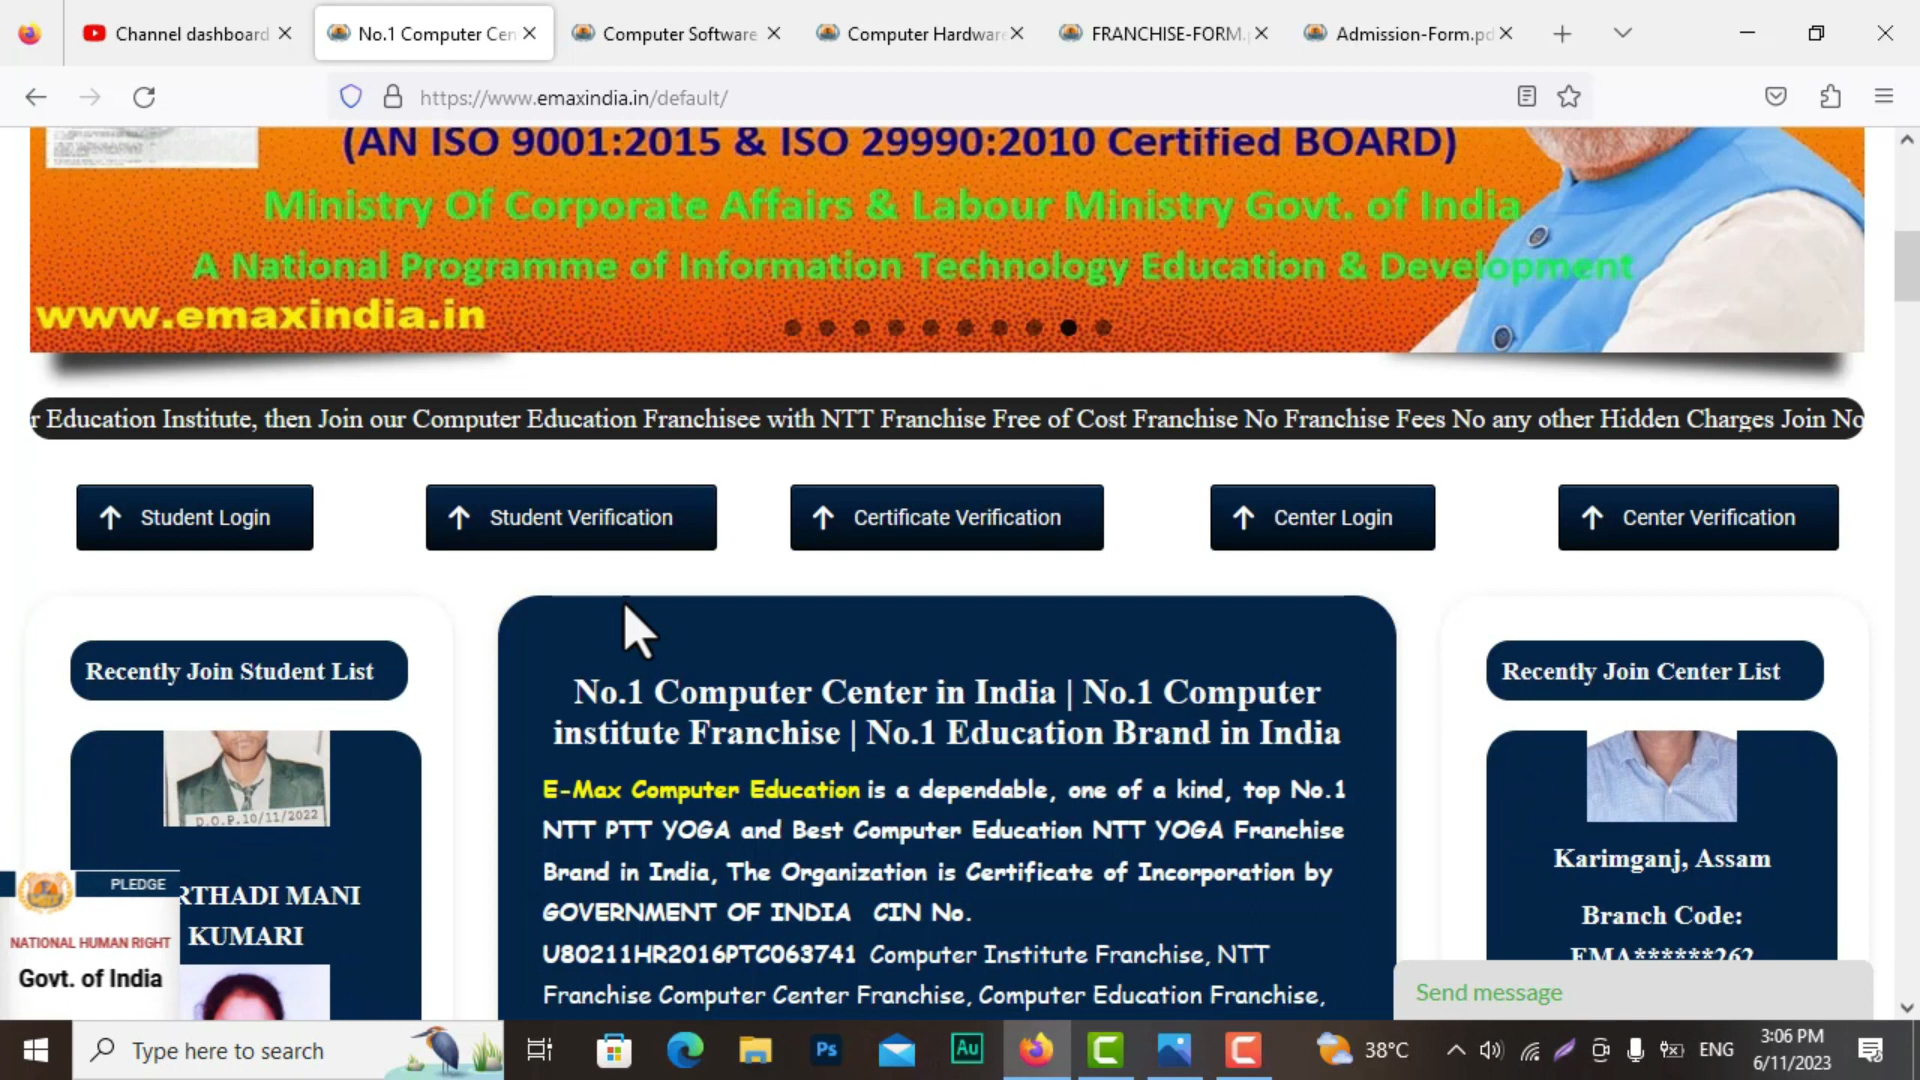 Channel dashboard
No.1 Computer Cen
Computer Software
Computer Hardware
FRANCHISE-FORM.p
Admission-Form.pd
https://www.emaxindia.in/default/
(AN ISO 9001:2015 & ISO 29990:2010 Certified BOARD)
Ministry Of Corporate Affairs & Labour Ministry Govt. of India
A National Programme of Information Technology Education & Development
www.emaxindia.in
r Education Institute, then Join our Computer Education Franchisee with NTT Franchise Free of Cost Franchise No Franchise Fees No any other Hidden Charges Join No
Student Login
Student Verification
Certificate Verification
Center Login
Center Verification
Recently Join Student List
D.O.P.10/11/2022
RTHADI MANI
KUMARI
PLEDGE
NATIONAL HUMAN RIGHT
Govt. of India
No.1 Computer Center in India | No.1 Computer
institute Franchise | No.1 Education Brand in India
E-Max Computer Education is a dependable, one of a kind, top No.1
NTT PTT YOGA and Best Computer Education NTT YOGA Franchise
Brand in India, The Organization is Certificate of Incorporation by
GOVERNMENT OF INDIA CIN No.
U80211HR2016PTC063741 Computer Institute Franchise, NTT
Franchise Computer Center Franchise, Computer Education Franchise,
Recently Join Center List
Karimganj, Assam
Branch Code:
EMA******262
Send message
Type here to search
Ps
Au
38°C
ENG
3:06 PM
6/11/2023